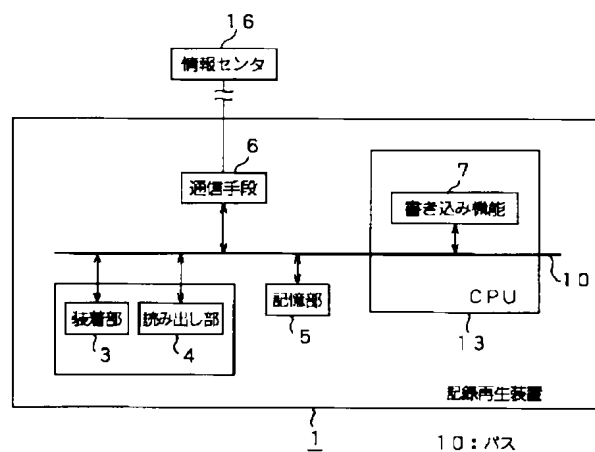 16
情報センタ
6
通信手段
7
書き込み機能
10
装着部
3
読み出し部
4
記憶部
5
CPU
13
記録再生装置
1
10:バス